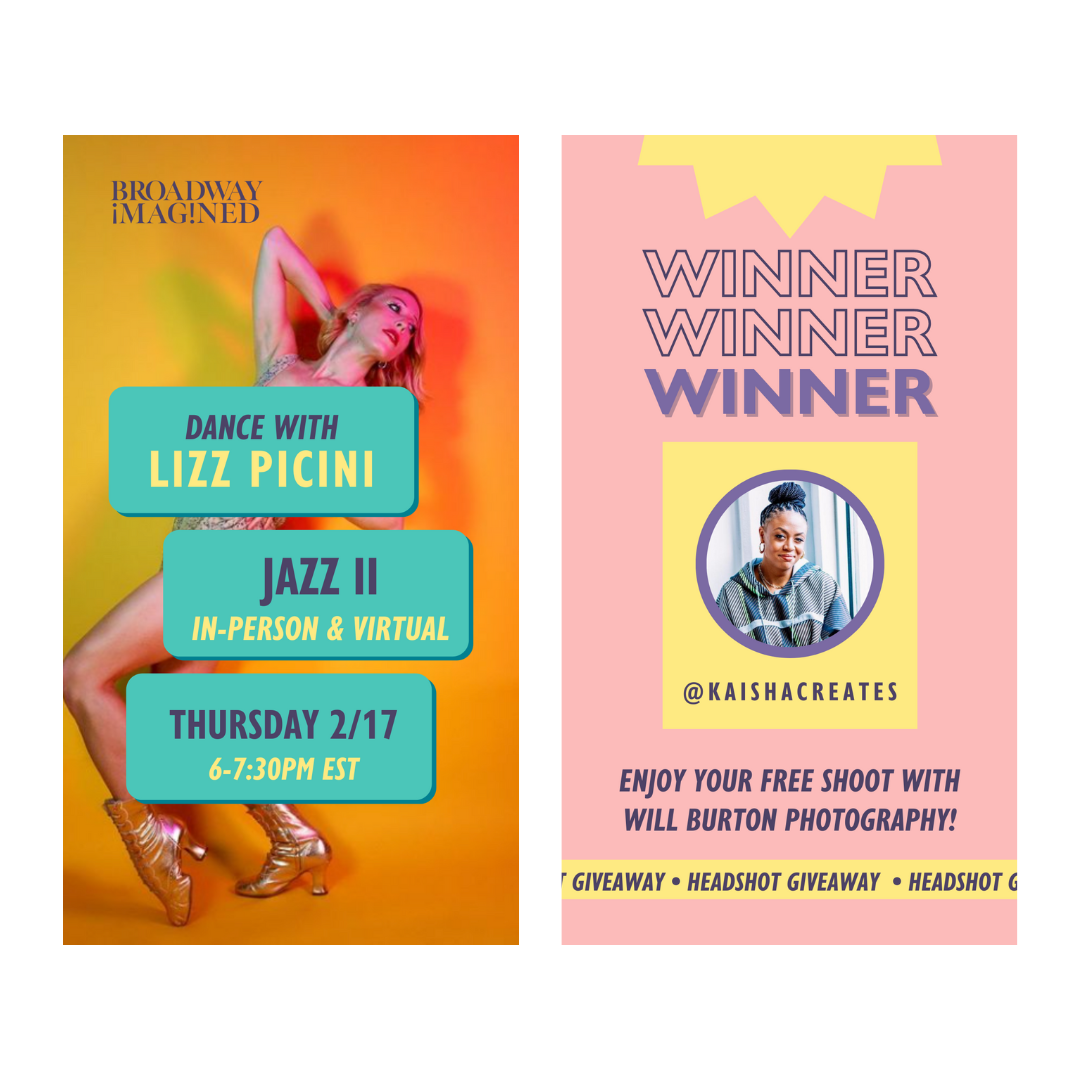 BROADWAY
iMAG!NED
DANCE WITH
LIZZ PICINI
JAZZ II
IN-PERSON & VIRTUAL
THURSDAY 2/17
6-7:30PM EST
WINNER
WINNER
WINNER
@KAISHACREATES
ENJOY YOUR FREE SHOOT WITH
WILL BURTON PHOTOGRAPHY!
T GIVEAWAY • HEADSHOT GIVEAWAY • HEADSHOT G